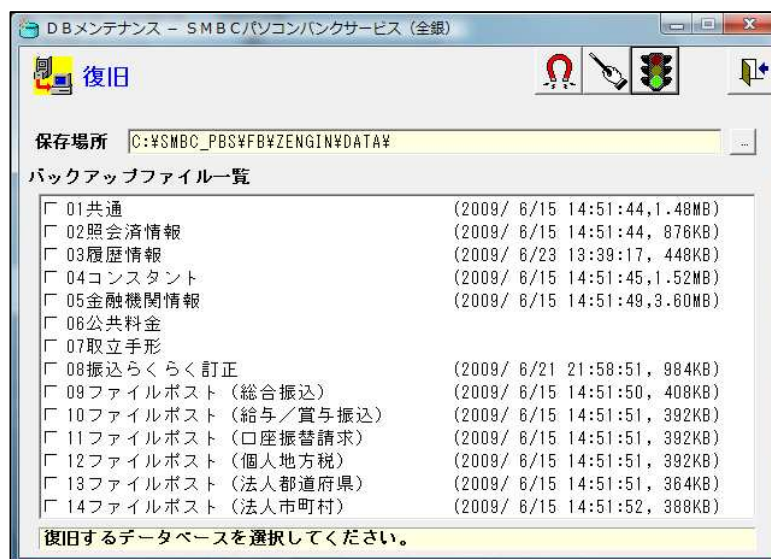 DBメンテナンス － SMBCパソコンバンクサービス（全銀）
復旧
保存場所 C:¥SMBC_PBS¥FB¥ZENGIN¥DATA¥ ...
バックアップファイル一覧
01共通 (2009/ 6/15 14:51:44,1.48MB)
02照会済情報 (2009/ 6/15 14:51:44, 876KB)
03履歴情報 (2009/ 6/23 13:39:17, 448KB)
04コンスタント (2009/ 6/15 14:51:45,1.52MB)
05金融機関情報 (2009/ 6/15 14:51:49,3.60MB)
06公共料金
07取立手形
08振込らくらく訂正 (2009/ 6/21 21:58:51, 984KB)
09ファイルポスト（総合振込） (2009/ 6/15 14:51:50, 408KB)
10ファイルポスト（給与／賞与振込） (2009/ 6/15 14:51:51, 392KB)
11ファイルポスト（口座振替請求） (2009/ 6/15 14:51:51, 392KB)
12ファイルポスト（個人地方税） (2009/ 6/15 14:51:51, 392KB)
13ファイルポスト（法人都道府県） (2009/ 6/15 14:51:51, 364KB)
14ファイルポスト（法人市町村） (2009/ 6/15 14:51:52, 388KB)
復旧するデータベースを選択してください。